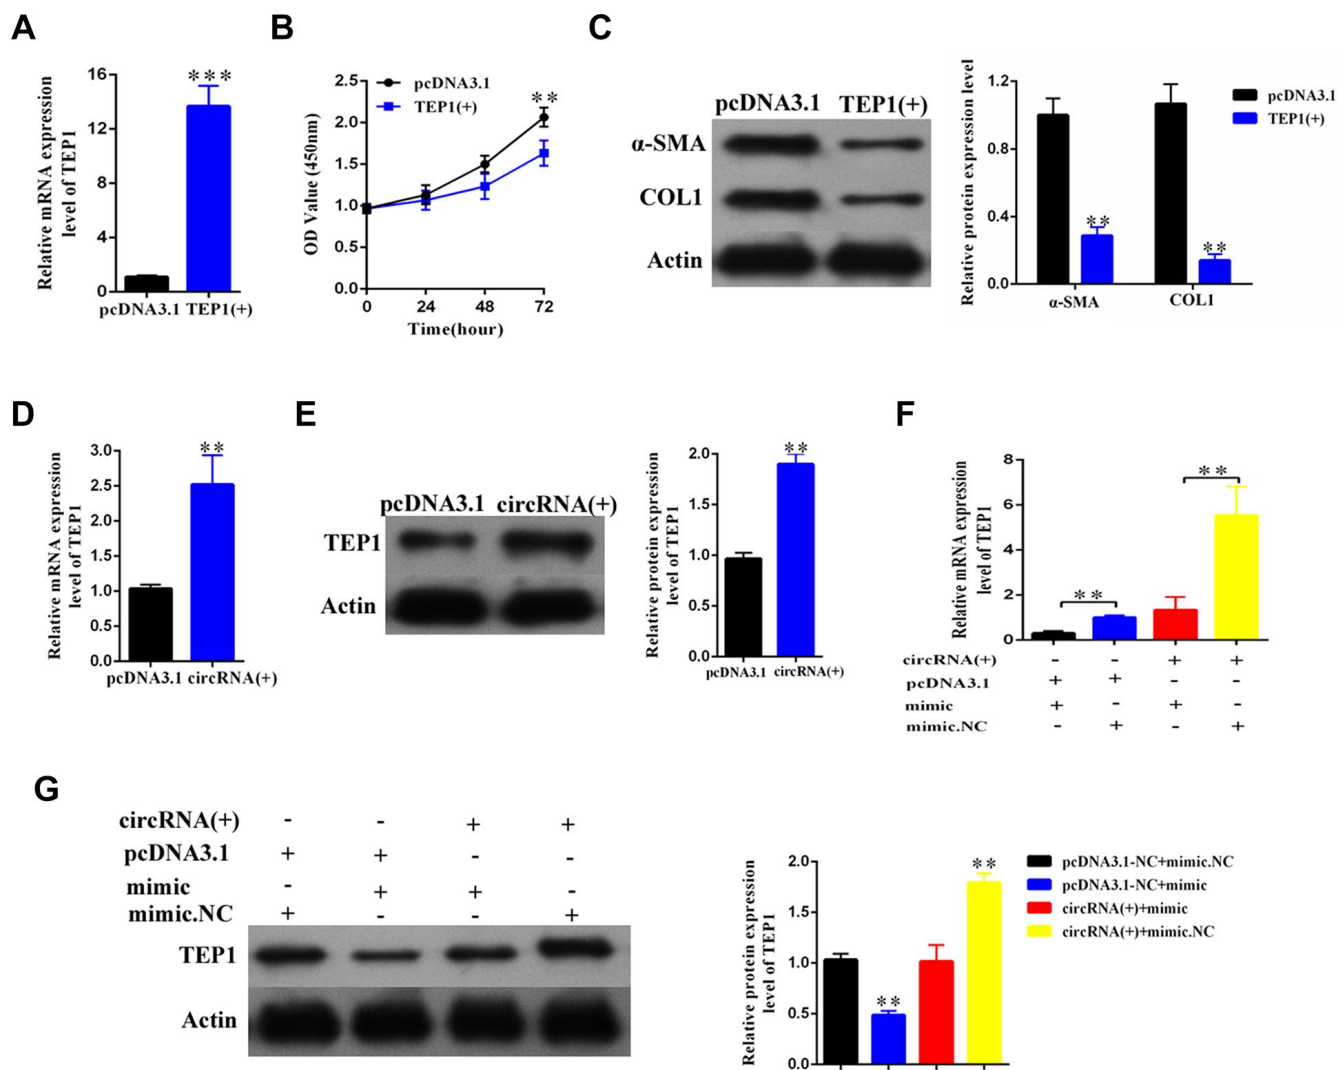 A
Relative mRNA expression
level of TEP1
16
12
8
4
0
***
pcDNA3.1 TEP1(+)
B
OD Value (450nm)
2.5
2.0
1.5
1.0
0.5
0.0
pcDNA3.1
TEP1(+)
**
0 24 48 72
Time(hour)
C
pcDNA3.1 TEP1(+)
α-SMA
COL1
Actin
Relative protein expression level
1.2
0.8
0.4
0.0
**
**
α-SMA COL1
pcDNA3.1
TEP1(+)
D
Relative mRNA expression
level of TEP1
3.0
2.5
2.0
1.5
1.0
0.5
0.0
**
pcDNA3.1 circRNA(+)
E
pcDNA3.1 circRNA(+)
TEP1
Actin
Relative protein expression
level of TEP1
2.0
1.5
1.0
0.5
0.0
**
pcDNA3.1 circRNA(+)
F
Relative mRNA expression
level of TEP1
8
6
4
2
0
**
**
circRNA(+) - - + +
pcDNA3.1 + + - -
mimic + - + -
mimic.NC - + - +
G
circRNA(+) - - + +
pcDNA3.1 + + - -
mimic - + + -
mimic.NC + - - +
TEP1
Actin
Relative protein expression
level of TEP1
2.0
1.5
1.0
0.5
0.0
**
**
pcDNA3.1-NC+mimic.NC
pcDNA3.1-NC+mimic
circRNA(+)+mimic
circRNA(+)+mimic.NC